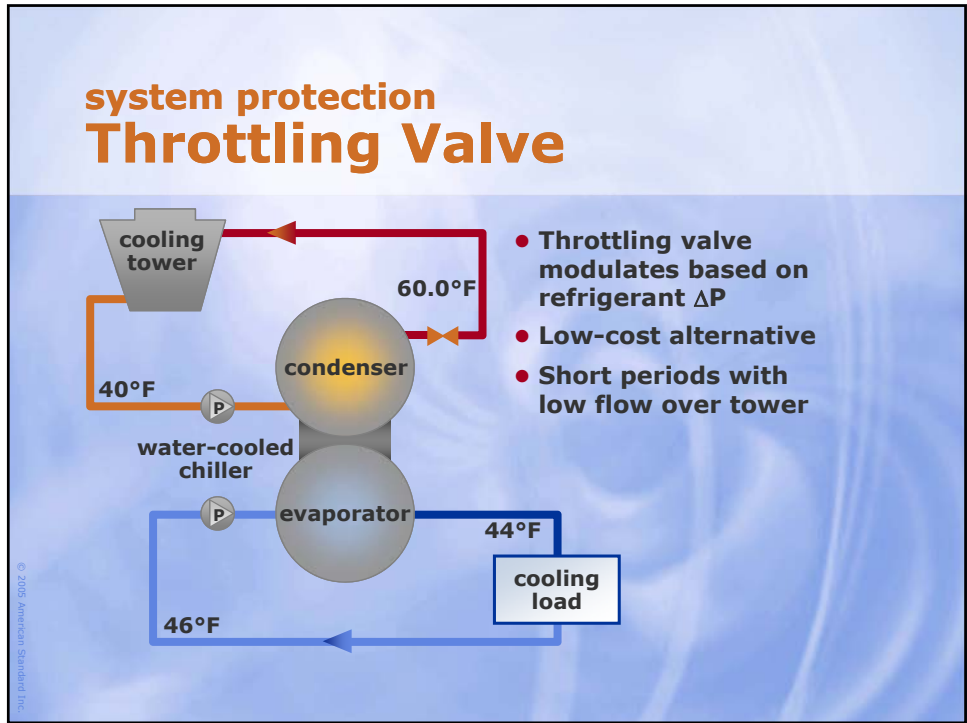 system protection
Throttling Valve
cooling
tower
60.0°F
condenser
40°F
P
water-cooled
chiller
P
evaporator
44°F
cooling
load
46°F
• Throttling valve
modulates based on
refrigerant ΔP
• Low-cost alternative
• Short periods with
low flow over tower
© 2005 American Standard Inc.